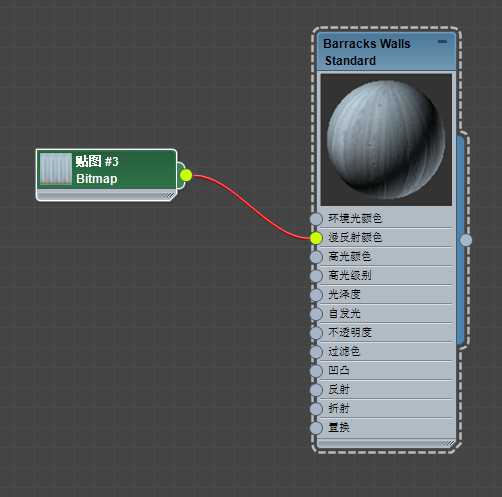 贴图 #3
Bitmap
Barracks Walls
Standard
环境光颜色
漫反射颜色
高光颜色
高光级别
光泽度
自发光
不透明度
过滤色
凹凸
反射
折射
置换